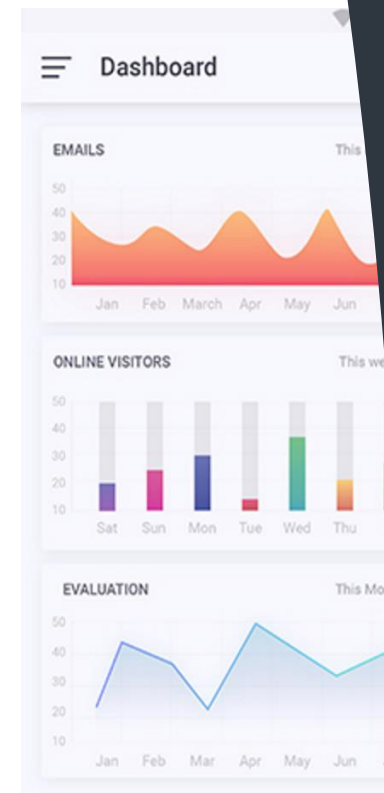 Dashboard
EMAILS This
50
40
30
20
10
Jan Feb March Apr May Jun
ONLINE VISITORS This we
50
40
30
20
10
Sat Sun Mon Tue Wed Thu
EVALUATION This Mo
50
40
30
20
10
Jan Feb Mar Apr May Jun